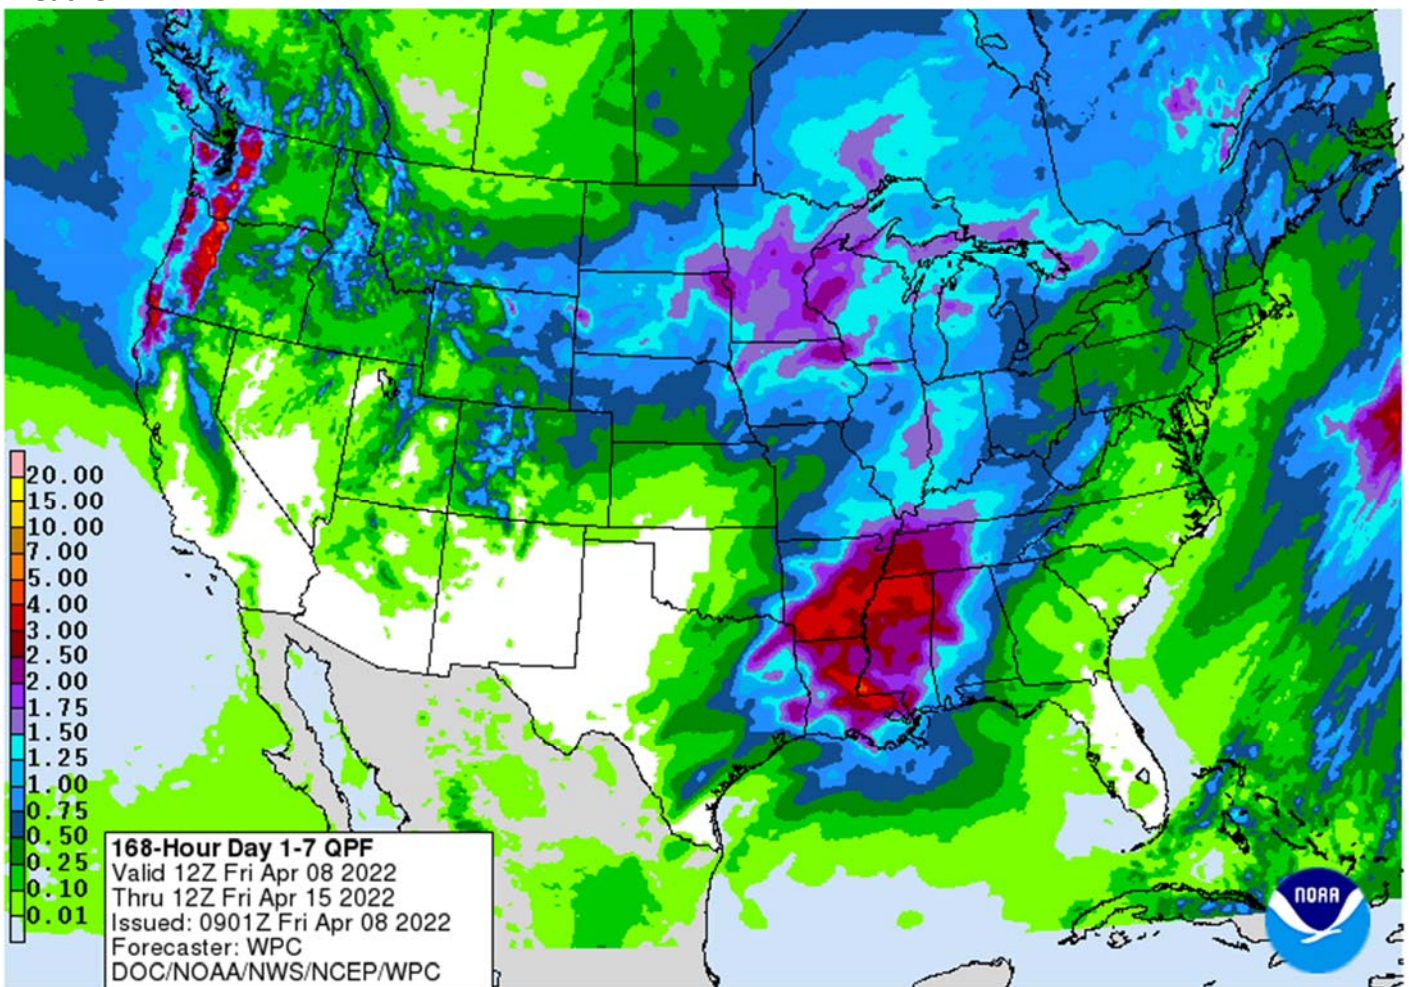 20.00
15.00
10.00
7.00
5.00
4.00
3.00
2.50
2.00
1.75
1.50
1.25
1.00
0.75
0.50
0.25
0.10
0.01
168-Hour Day 1-7 QPF
Valid 12Z Fri Apr 08 2022
Thru 12Z Fri Apr 15 2022
Issued: 0901Z Fri Apr 08 2022
Forecaster: WPC
DOC/NOAA/NWS/NCEP/WPC
NOAA